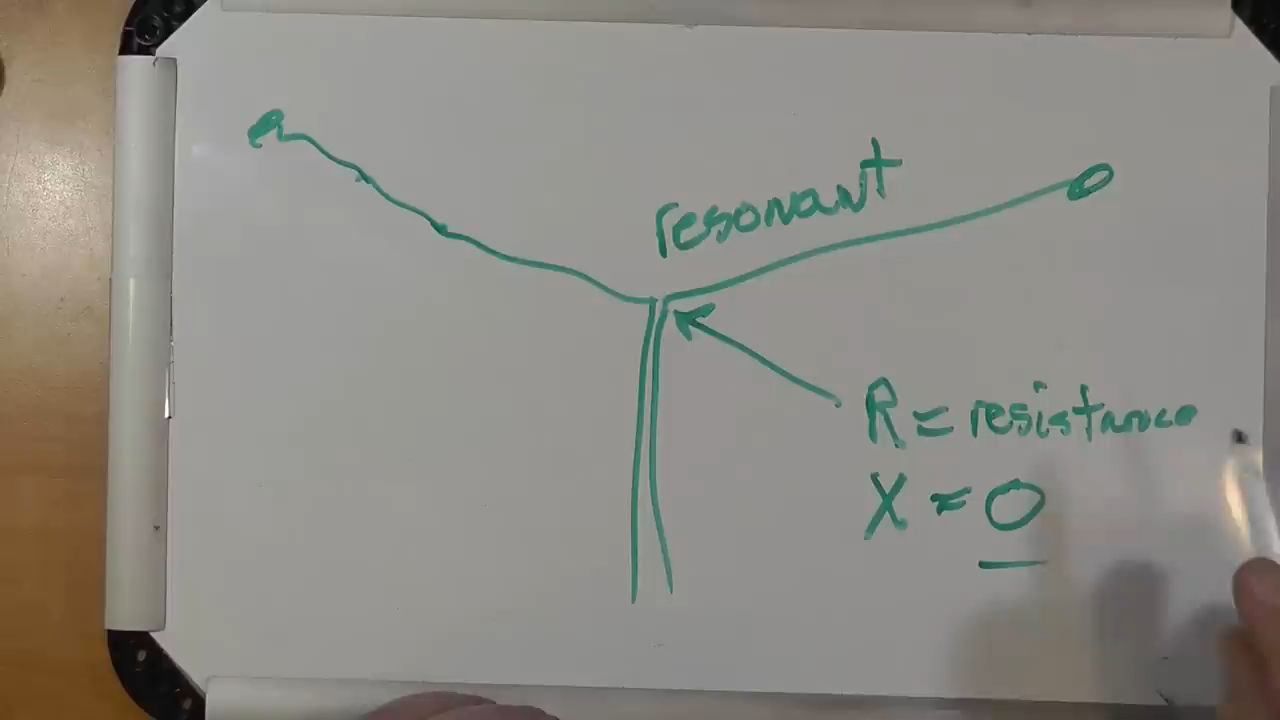 resonant
R = resistance
X = 0